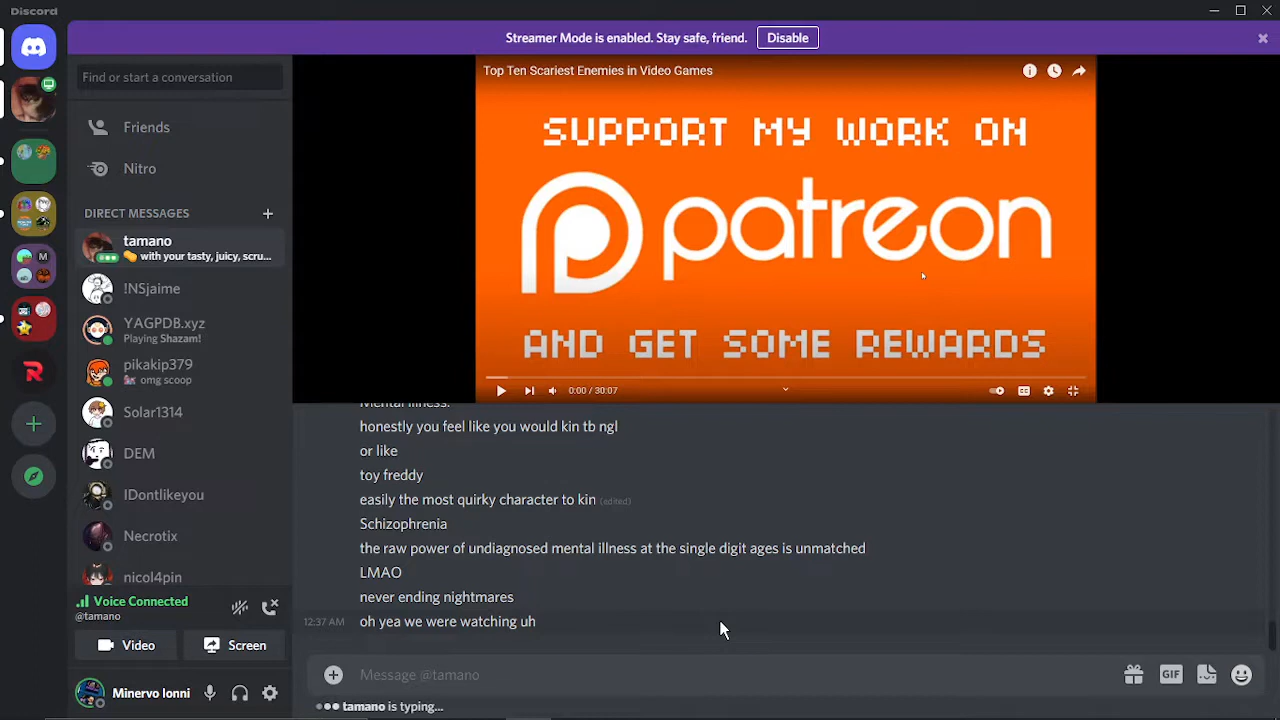 Discord
Streamer Mode is enabled. Stay safe, friend.
Disable
Find or start a conversation
Friends
Nitro
DIRECT MESSAGES
tamano
with your tasty, juicy, scru...
!NSjaime
YAGPDB.xyz
Playing Shazam!
pikakip379
omg scoop
Solar1314
DEM
IDontlikeyou
Necrotix
nicol4pin
Voice Connected
@tamano
Video
Screen
Minervo Ionni
Top Ten Scariest Enemies in Video Games
SUPPORT MY WORK ON
patreon
AND GET SOME REWARDS
0:00 / 30:07
Mental illness.
honestly you feel like you would kin tb ngl
or like
toy freddy
easily the most quirky character to kin (edited)
Schizophrenia
the raw power of undiagnosed mental illness at the single digit ages is unmatched
LMAO
never ending nightmares
12:37 AM oh yea we were watching uh
Message @tamano
GIF
tamano is typing...